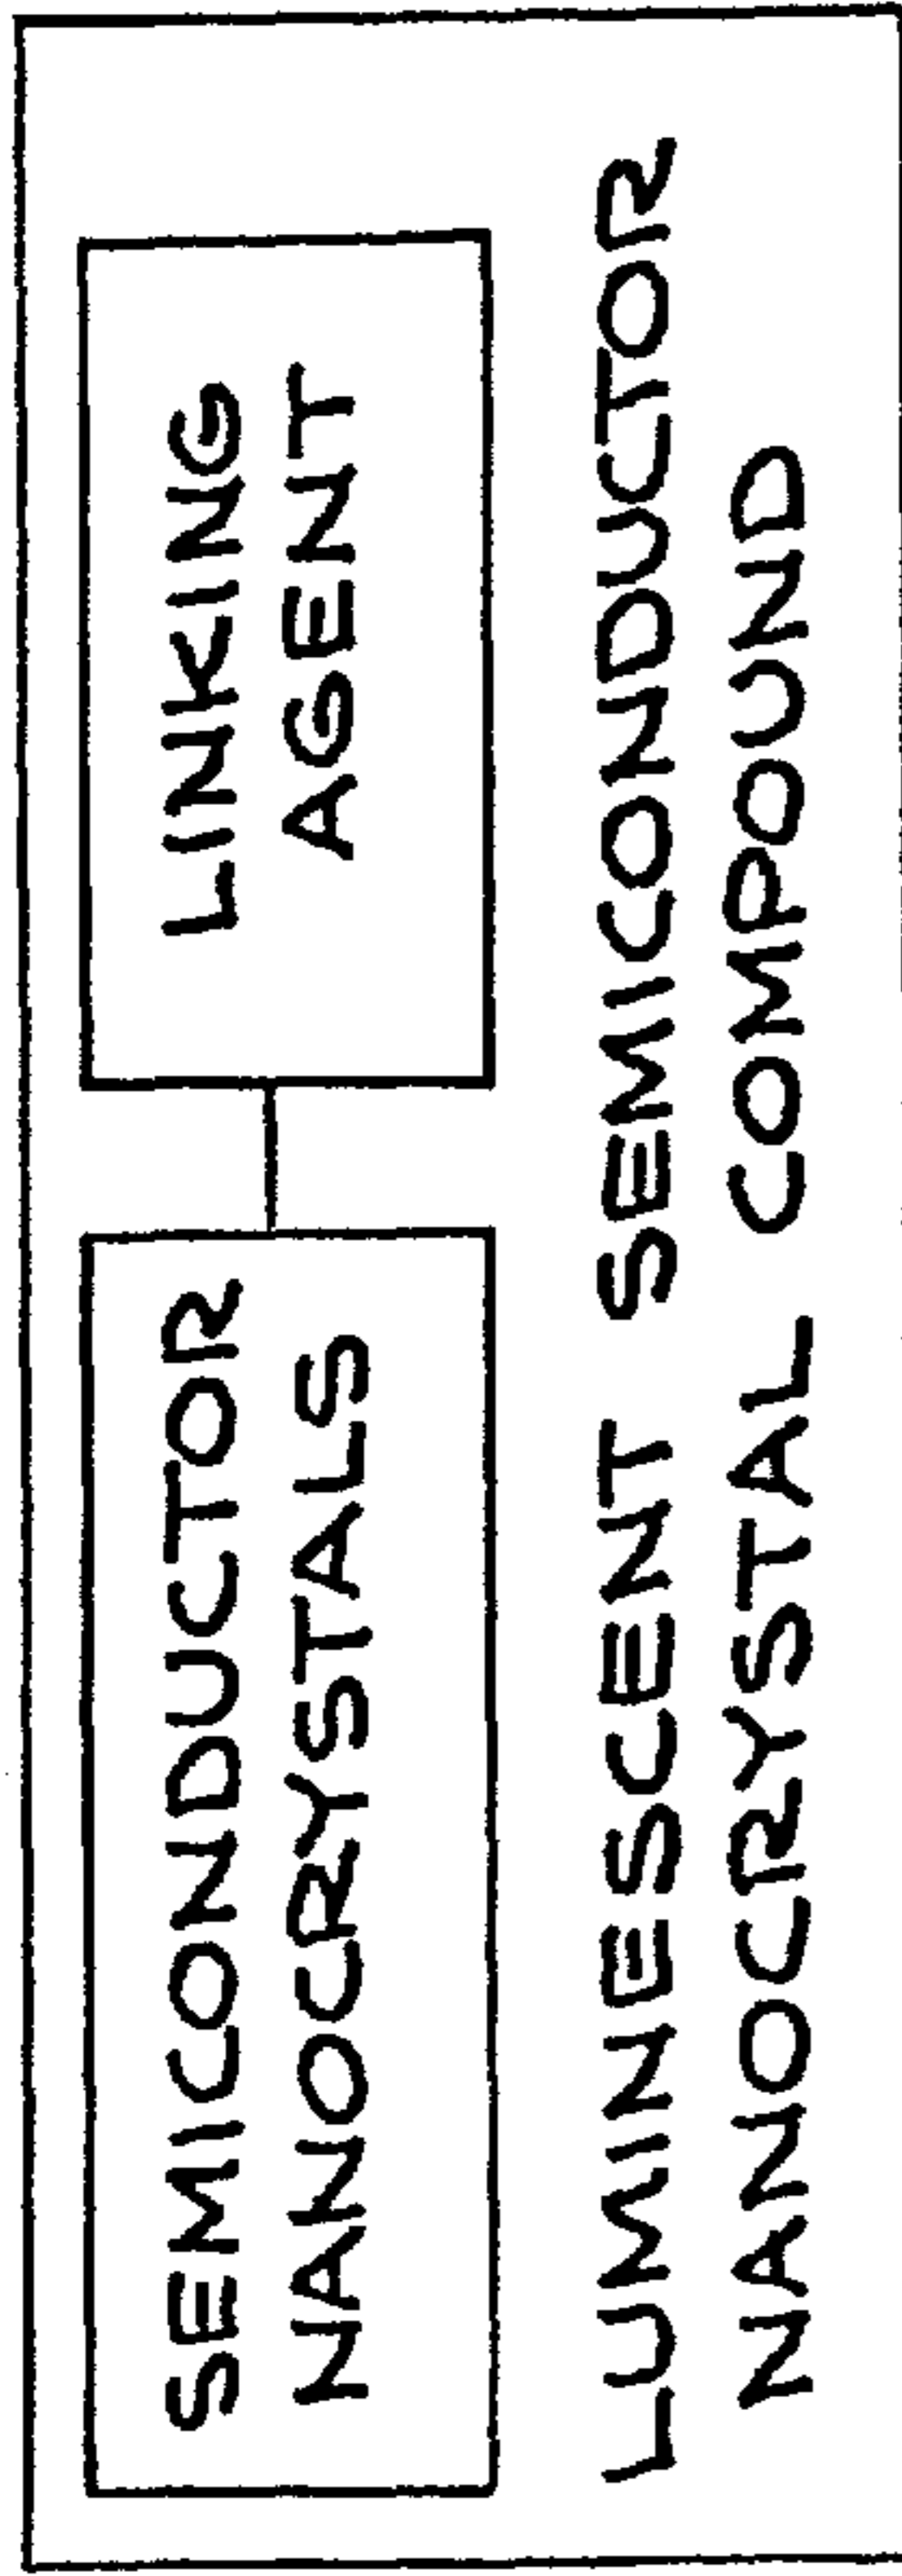 SEMICONDUCTOR
NANOCRYSTALS
LINKING
AGENT
LUMINESCENT SEMICONDUCTOR
NANOCRYSTAL COMPOUND